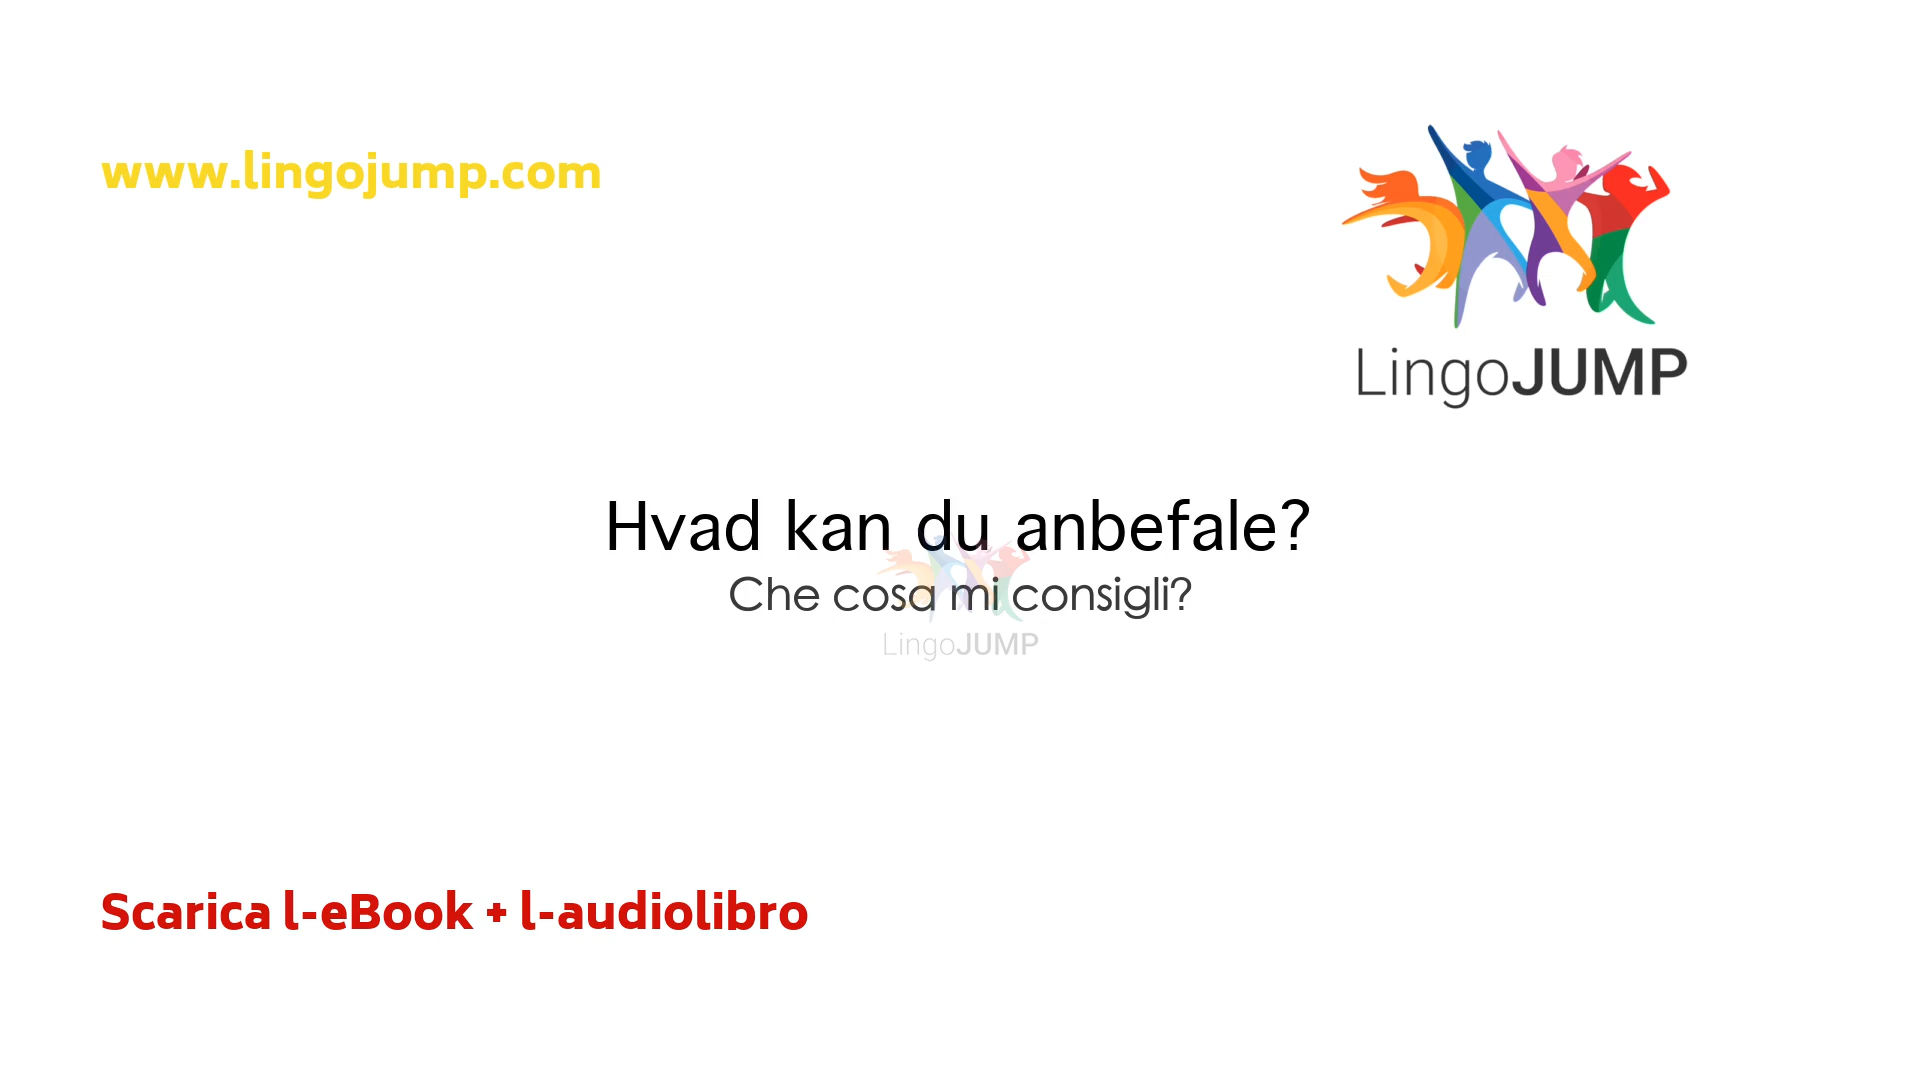 www.lingojump.com
LingoJUMP
Hvad kan du anbefale?
Che cosa mi consigli?
LingoJUMP
Scarica l-eBook + l-audiolibro